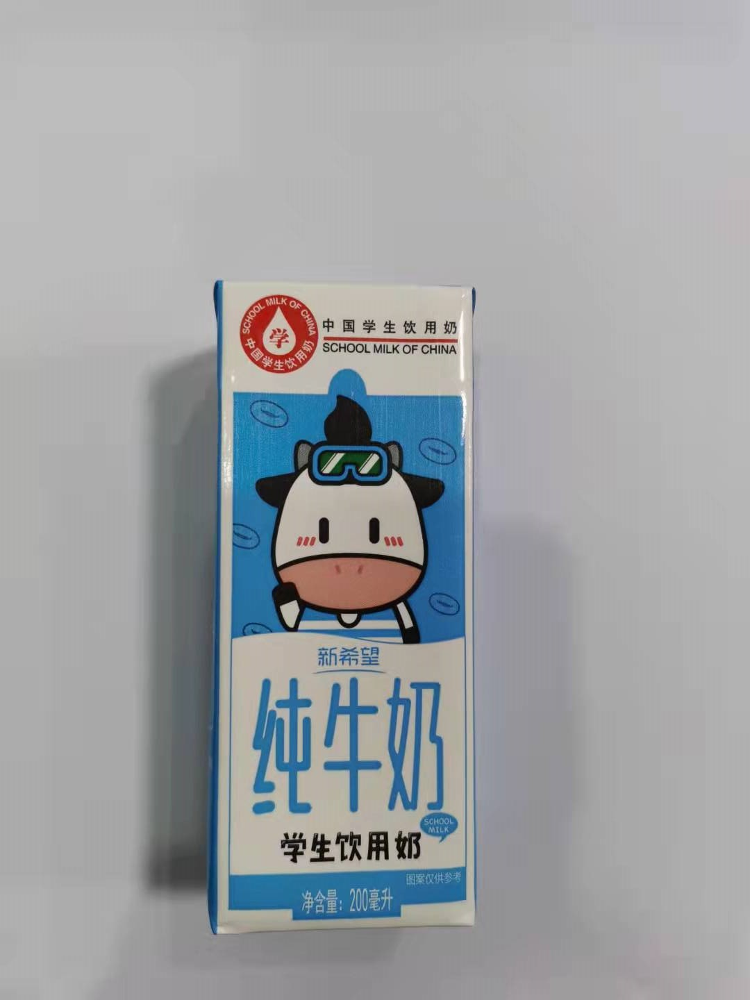 SCHOOL MILK OF CHINA
学
中国学生饮用奶
中国学生饮用奶
SCHOOL MILK OF CHINA
新希望
纯牛奶
SCHOOL
MILK
学生饮用奶
图案仅供参考
净含量：200毫升